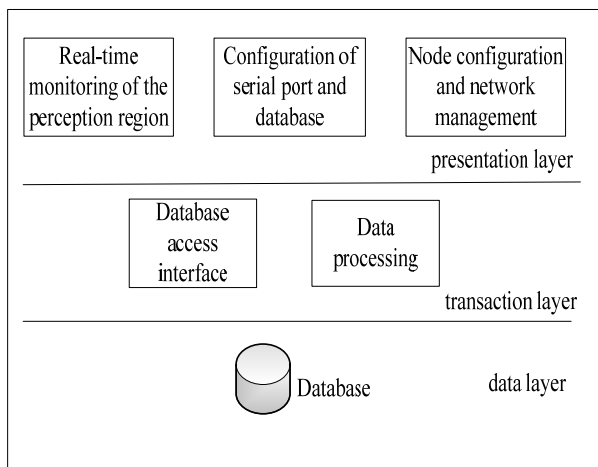 Real-time
monitoring of the
perception region
Configuration of
serial port and
database
Node configuration
and network
management
presentation layer
Database
access
interface
Data
processing
transaction layer
Database
data layer